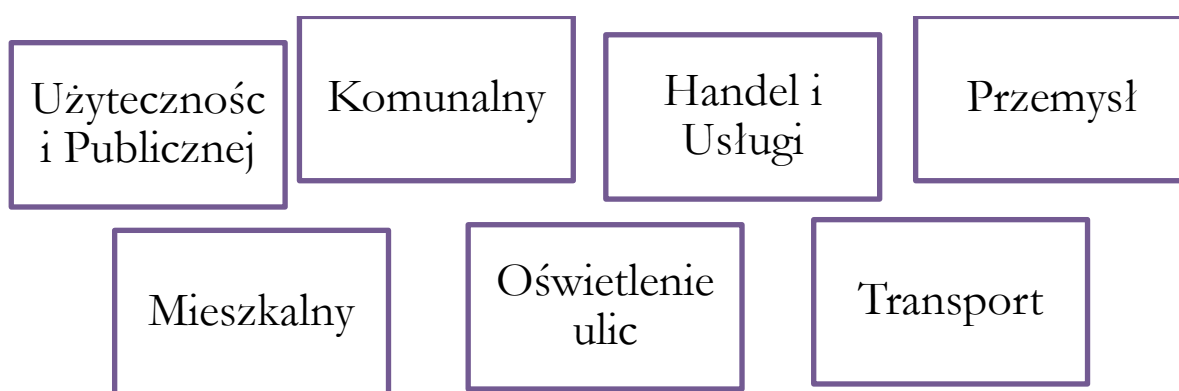 Użytecznośc
i Publicznej
Komunalny
Handel i
Usługi
Przemysł
Mieszkalny
Oświetlenie
ulic
Transport